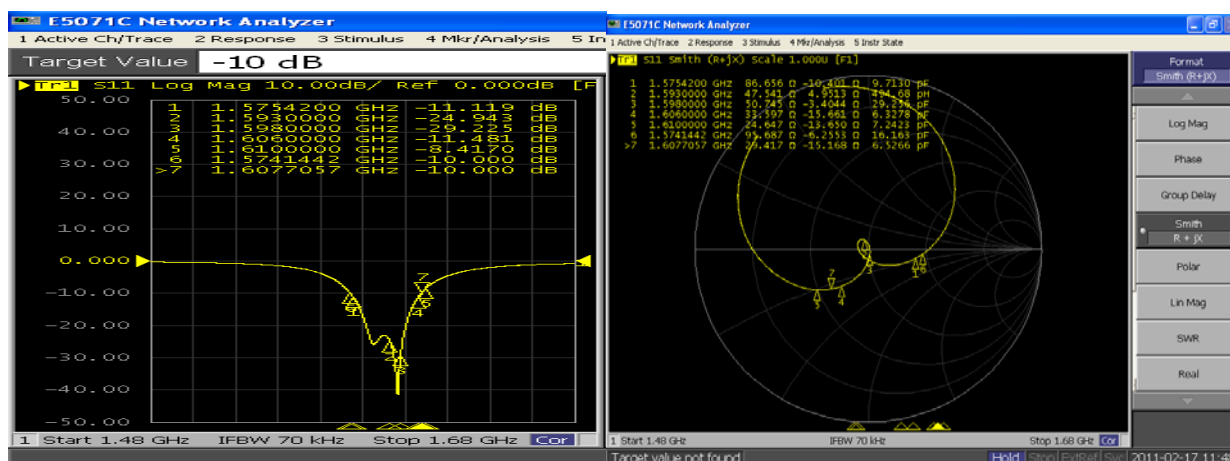 E5071C Network Analyzer
1 Active Ch/Trace 2 Response 3 Stimulus 4 Mkr/Analysis 5 In
Target Value -10 dB
Tr1 S11 Log Mag 10.00dB/ Ref 0.000dB [F
50.00
40.00
30.00
20.00
10.00
0.000
-10.00
-20.00
-30.00
-40.00
-50.00
1 1.5754200 GHz -11.119 dB
2 1.5930000 GHz -24.943 dB
3 1.5980000 GHz -29.225 dB
4 1.6060000 GHz -11.481 dB
5 1.6100000 GHz -8.4170 dB
6 1.5741442 GHz -10.000 dB
>7 1.6077057 GHz -10.000 dB
7
4
1 Start 1.48 GHz IFBW 70 kHz Stop 1.68 GHz Cor
E5071C Network Analyzer
1 Active Ch/Trace 2 Response 3 Stimulus 4 Mkr/Analysis 5 Instr State
Tr1 S11 Smith (R+jX) Scale 1.000U [F1]
1 1.5754200 GHz 86.656 Ω -10.401 Ω 9.7130 pF
2 1.5930000 GHz 47.541 Ω 4.9513 Ω 494.68 pH
3 1.5980000 GHz 50.745 Ω -3.4044 Ω 29.256 pF
4 1.6060000 GHz 33.597 Ω -15.661 Ω 6.3278 pF
5 1.6100000 GHz 24.647 Ω -13.650 Ω 7.2423 pF
6 1.5741442 GHz 95.687 Ω -6.2553 Ω 16.163 pF
>7 1.6077057 GHz 29.417 Ω -15.168 Ω 6.5266 pF
3
1 6
7
5 4
1 Start 1.48 GHz IFBW 70 kHz Stop 1.68 GHz Cor
Target value not found Hold Stop ExtRef Svc 2011-02-17 11:4
Format
Smith (R+jX)
Log Mag
Phase
Group Delay
Smith
R + jX
Polar
Lin Mag
SWR
Real